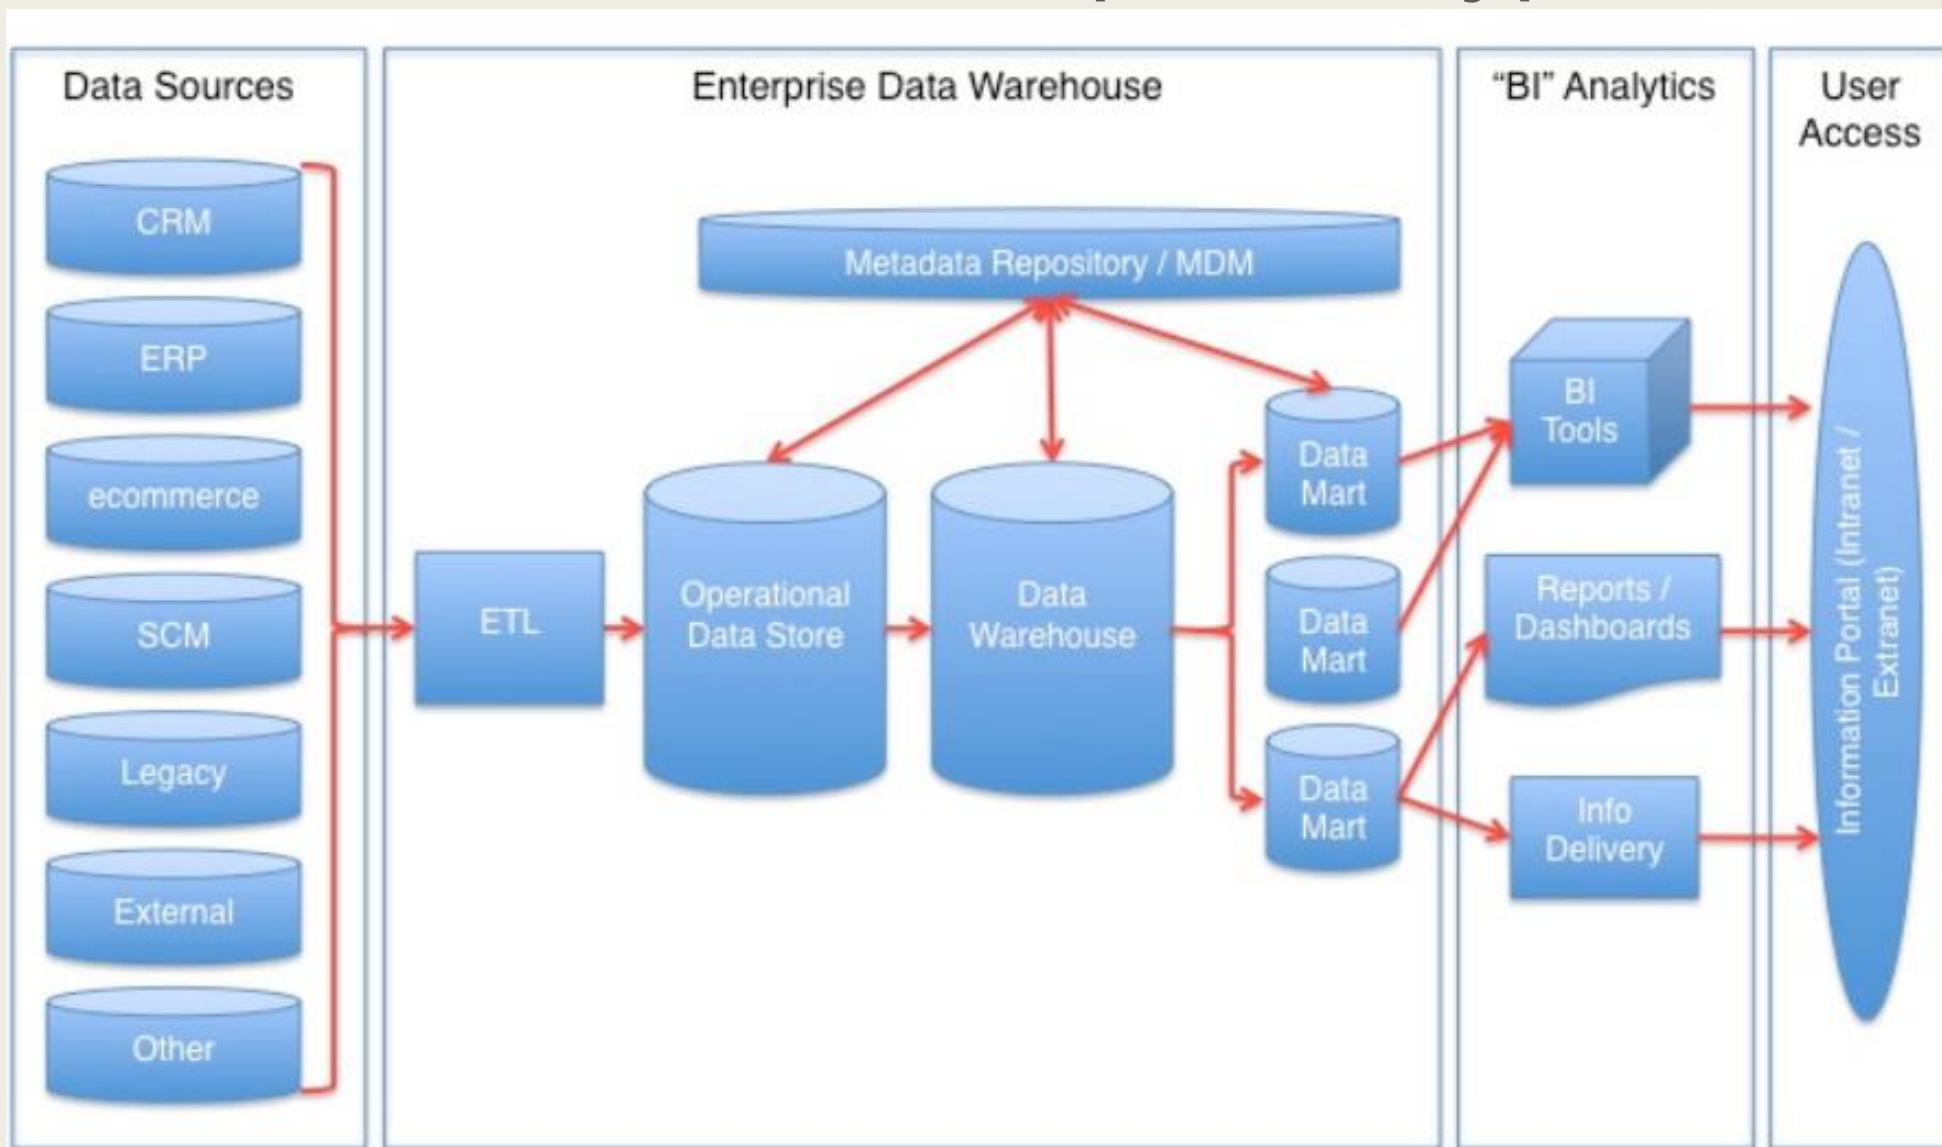 Data Sources
CRM
ERP
ecommerce
SCM
Legacy
External
Other
Enterprise Data Warehouse
Metadata Repository / MDM
ETL
Operational
Data Store
Data
Warehouse
Data
Mart
Data
Mart
Data
Mart
“BI” Analytics
BI
Tools
Reports /
Dashboards
Info
Delivery
User
Access
Information Portal (Intranet /
Extranet)